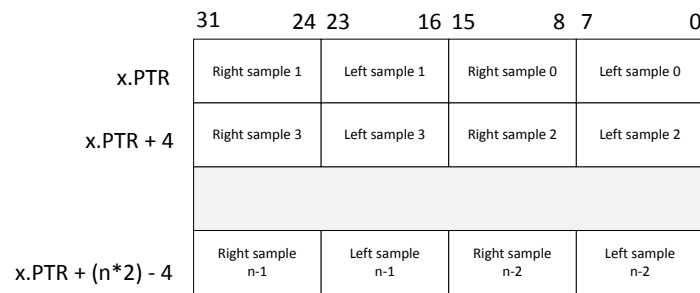 31 24 23 16 15 8 7 0
x.PTR Right sample 1 Left sample 1 Right sample 0 Left sample 0
x.PTR + 4 Right sample 3 Left sample 3 Right sample 2 Left sample 2
x.PTR + (n*2) - 4 Right sample Left sample Right sample Left sample
n-1 n-1 n-2 n-2